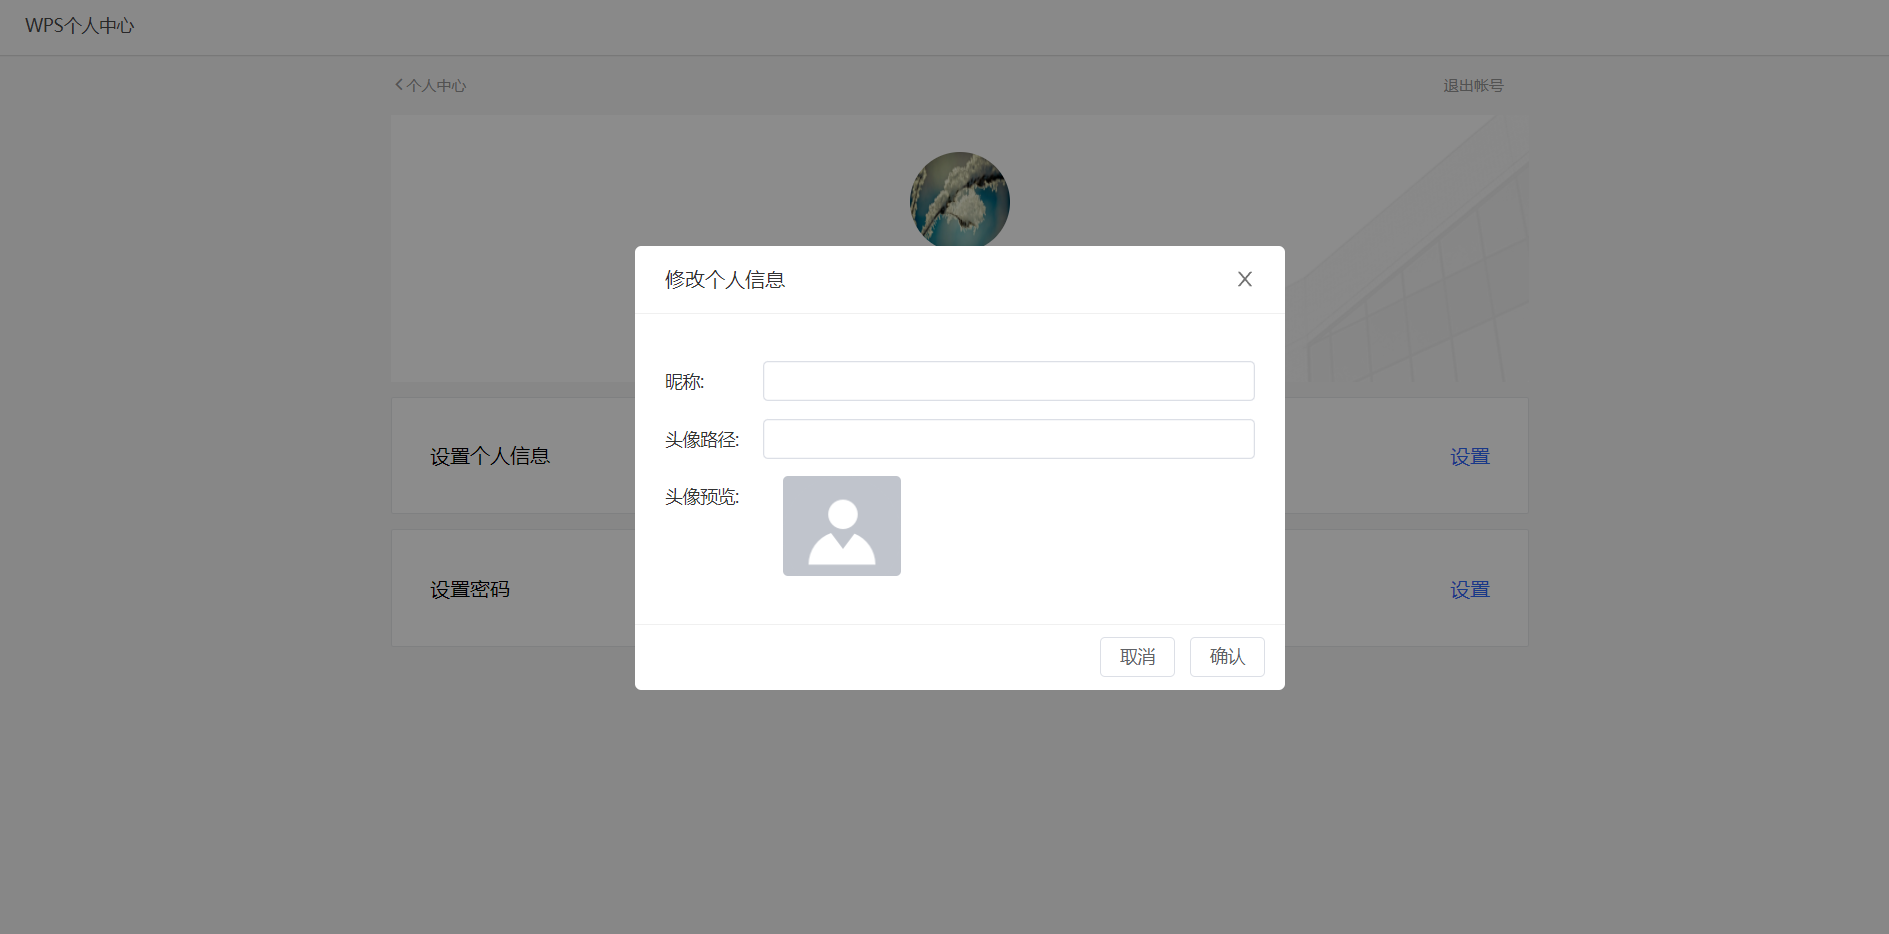 WPS个人中心
个人中心
退出帐号
修改个人信息
昵称:
头像路径:
头像预览:
取消
确认
设置个人信息
设置
设置密码
设置